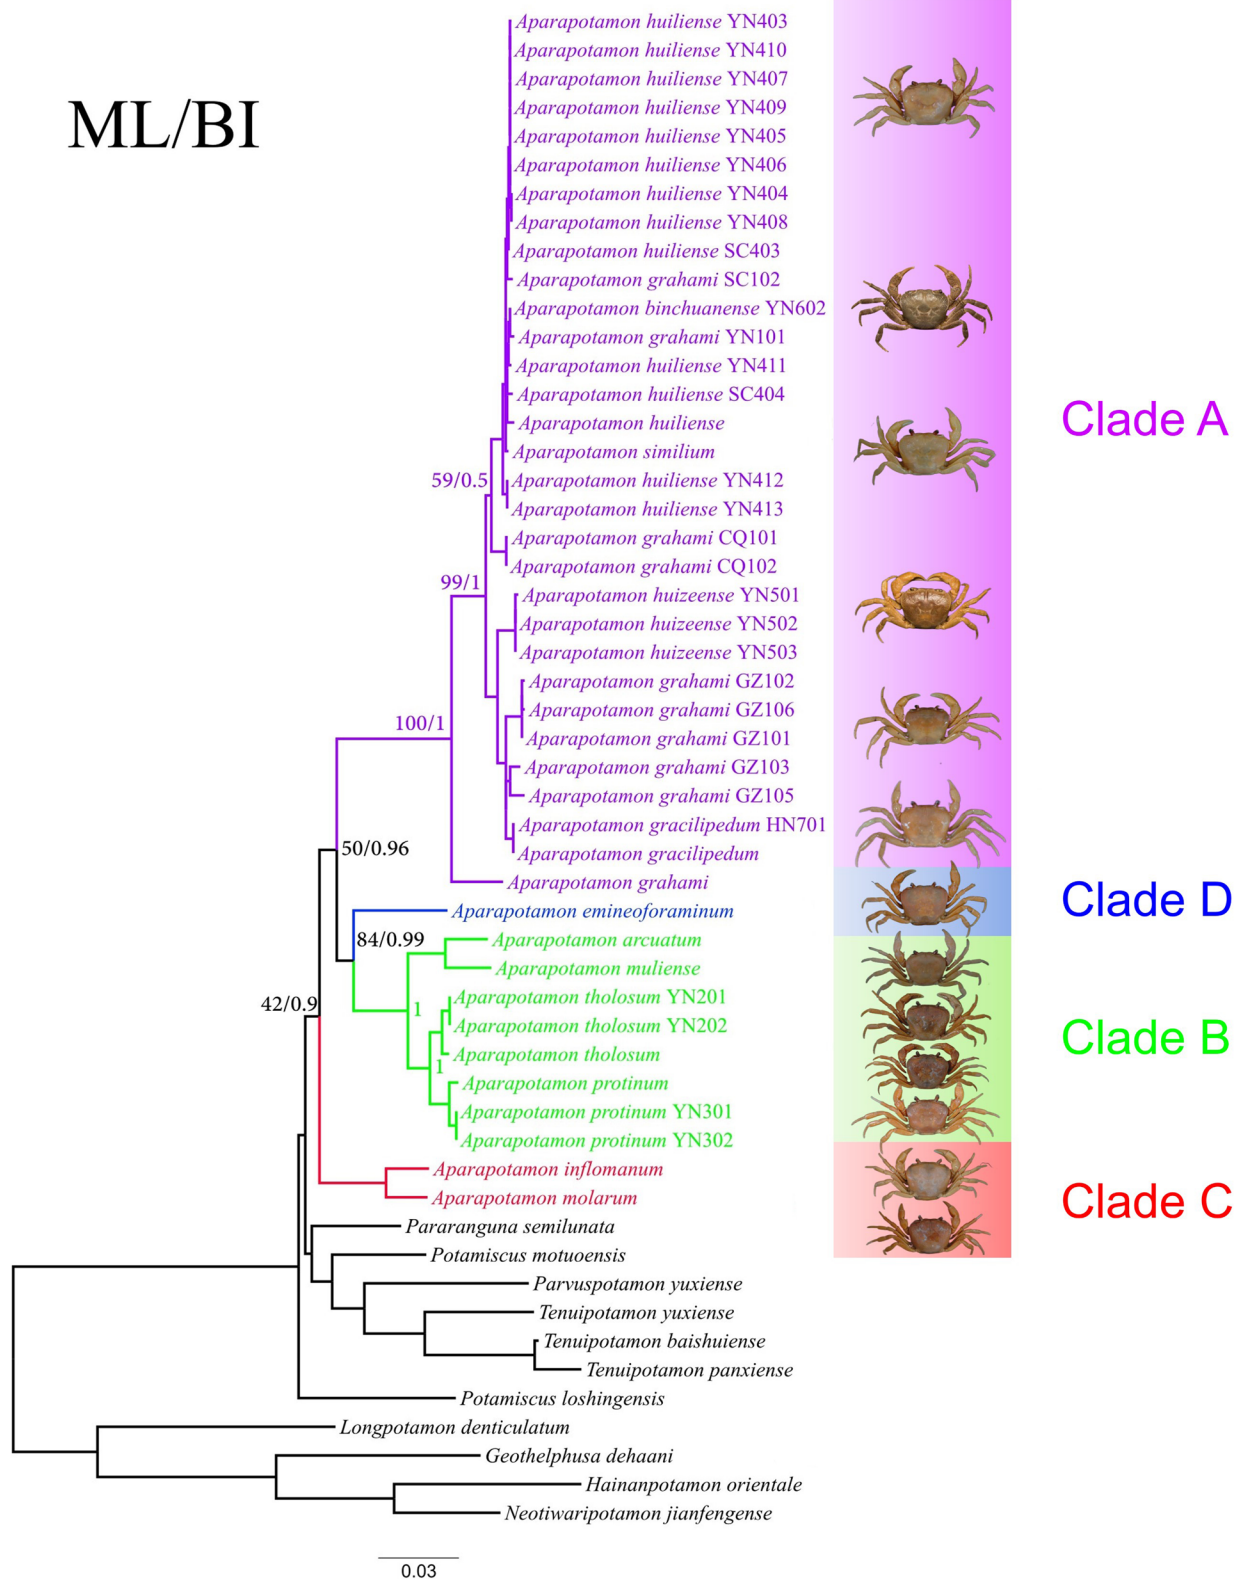 ML/BI
Aparapotamon huiliense YN403
Aparapotamon huiliense YN410
Aparapotamon huiliense YN407
Aparapotamon huiliense YN409
Aparapotamon huiliense YN405
Aparapotamon huiliense YN406
Aparapotamon huiliense YN404
Aparapotamon huiliense YN408
Aparapotamon huiliense SC403
Aparapotamon grahami SC102
Aparapotamon binchuanense YN602
Aparapotamon grahami YN101
Aparapotamon huiliense YN411
Aparapotamon huiliense SC404
Clade A
Aparapotamon huiliense
Aparapotamon similium
59/0.5
Aparapotamon huiliense YN412
Aparapotamon huiliense YN413
Aparapotamon grahami CQ101
Aparapotamon grahami CQ102
99/1
Aparapotamon huizeense YN501
Aparapotamon huizeense YN502
Aparapotamon huizeense YN503
Aparapotamon grahami GZ102
Aparapotamon grahami GZ106
100/1
Aparapotamon grahami GZ101
Aparapotamon grahami GZ103
Aparapotamon grahami GZ105
Aparapotamon gracilipedum HN701
50/0.96
Aparapotamon gracilipedum
Aparapotamon grahami
Clade D
Aparapotamon emineoforaminum
84/0.99
Aparapotamon arcuatum
Aparapotamon muliense
Aparapotamon tholosum YN201
42/0.9
1
Aparapotamon tholosum YN202
Clade B
Aparapotamon tholosum
1
Aparapotamon protinum
Aparapotamon protinum YN301
Aparapotamon protinum YN302
Aparapotamon inflomanum
Aparapotamon molarum
Clade C
Pararanguna semilunata
Potamiscus motuoensis
Parvuspotamon yuxiense
Tenuipotamon yuxiense
Tenuipotamon baishuiense
Tenuipotamon panxiense
Potamiscus loshingensis
Longpotamon denticulatum
Geothelphusa dehaani
Hainanpotamon orientale
Neotiwaripotamon jianfengense
0.03